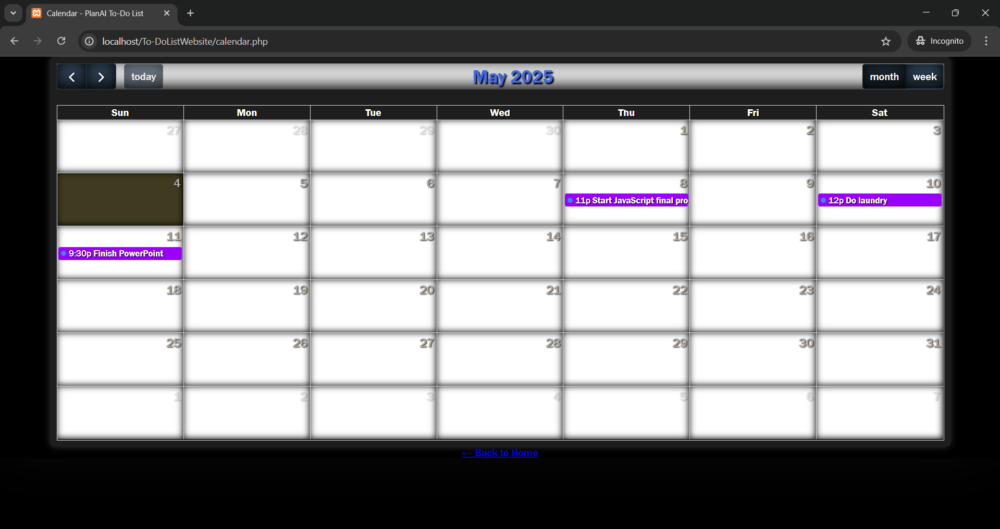 Calendar - PlanAI To-Do List
localhost/To-DoListWebsite/calendar.php
Incognito
today
May 2025
month week
Sun Mon Tue Wed Thu Fri Sat
27 28 29 30 1 2 3
4 5 6 7 8 9 10
11p Start JavaScript final pro
12p Do laundry
11 12 13 14 15 16 17
9:30p Finish PowerPoint
18 19 20 21 22 23 24
25 26 27 28 29 30 31
1 2 3 4 5 6 7
← Back to Home